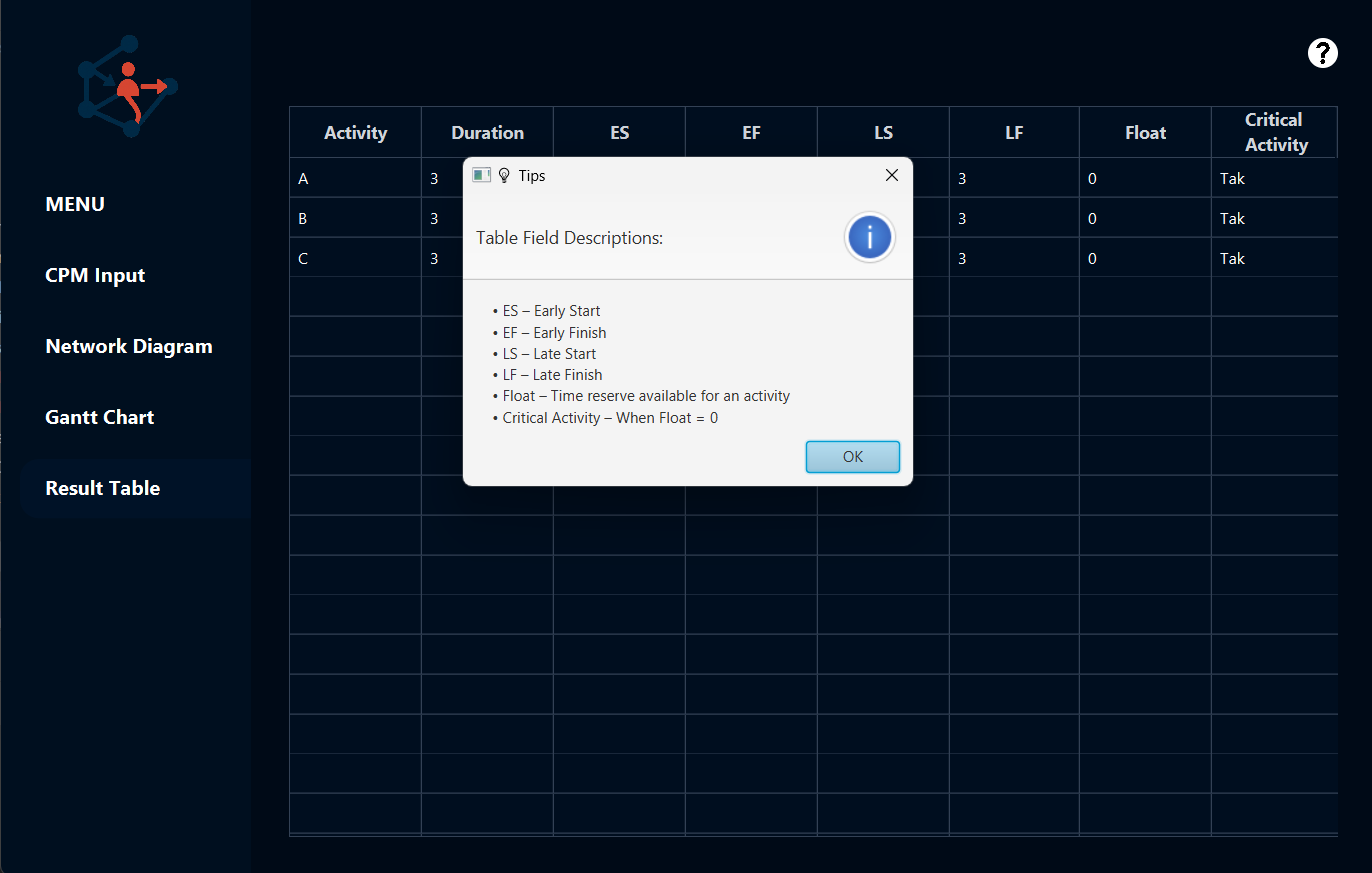 ?
MENU
CPM Input
Network Diagram
Gantt Chart
Result Table
Activity Duration ES EF LS LF Float Critical Activity
A 3 3 0 Tak
B 3 3 0 Tak
C 3 3 0 Tak
Tips
Table Field Descriptions:
i
• ES – Early Start
• EF – Early Finish
• LS – Late Start
• LF – Late Finish
• Float – Time reserve available for an activity
• Critical Activity – When Float = 0
OK